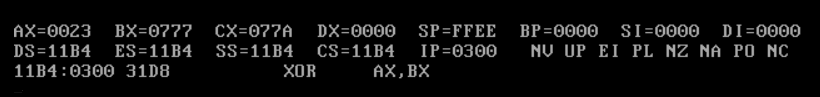 AX=0023 BX=0777 CX=077A DX=0000 SP=FFEE BP=0000 SI=0000 DI=0000
DS=11B4 ES=11B4 SS=11B4 CS=11B4 IP=0300 NV UP EI PL NZ NA PO NC
11B4:0300 31D8 XOR AX,BX